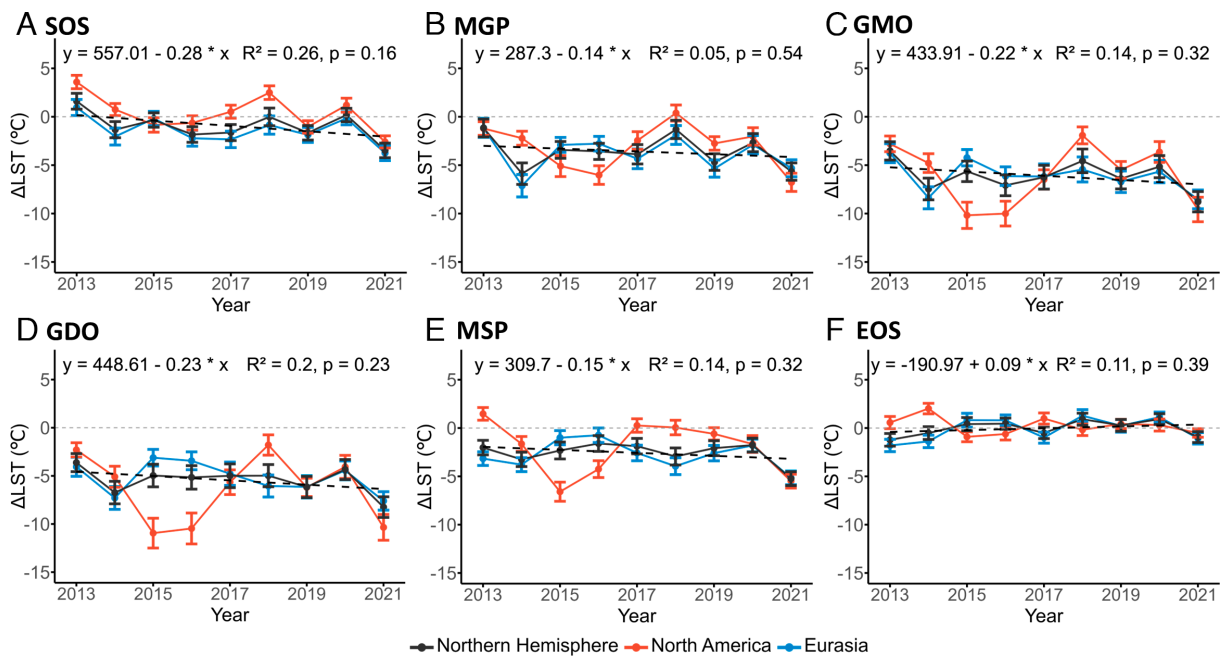 A SOS
y = 557.01 - 0.28 * x R² = 0.26, p = 0.16
5
0
-5
-10
-15
ΔLST (°C)
2013 2015 2017 2019 2021
Year
B MGP
y = 287.3 - 0.14 * x R² = 0.05, p = 0.54
5
0
-5
-10
-15
ΔLST (°C)
2013 2015 2017 2019 2021
Year
C GMO
y = 433.91 - 0.22 * x R² = 0.14, p = 0.32
5
0
-5
-10
-15
ΔLST (°C)
2013 2015 2017 2019 2021
Year
D GDO
y = 448.61 - 0.23 * x R² = 0.2, p = 0.23
5
0
-5
-10
-15
ΔLST (°C)
2013 2015 2017 2019 2021
Year
E MSP
y = 309.7 - 0.15 * x R² = 0.14, p = 0.32
5
0
-5
-10
-15
ΔLST (°C)
2013 2015 2017 2019 2021
Year
F EOS
y = -190.97 + 0.09 * x R² = 0.11, p = 0.39
5
0
-5
-10
-15
ΔLST (°C)
2013 2015 2017 2019 2021
Year
Northern Hemisphere North America Eurasia